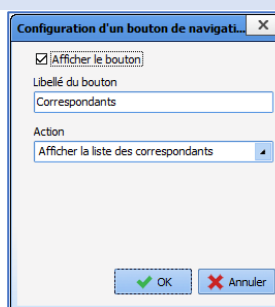 Configuration d'un bouton de navigati...
Afficher le bouton
Libellé du bouton
Correspondants
Action
Afficher la liste des correspondants
OK
Annuler